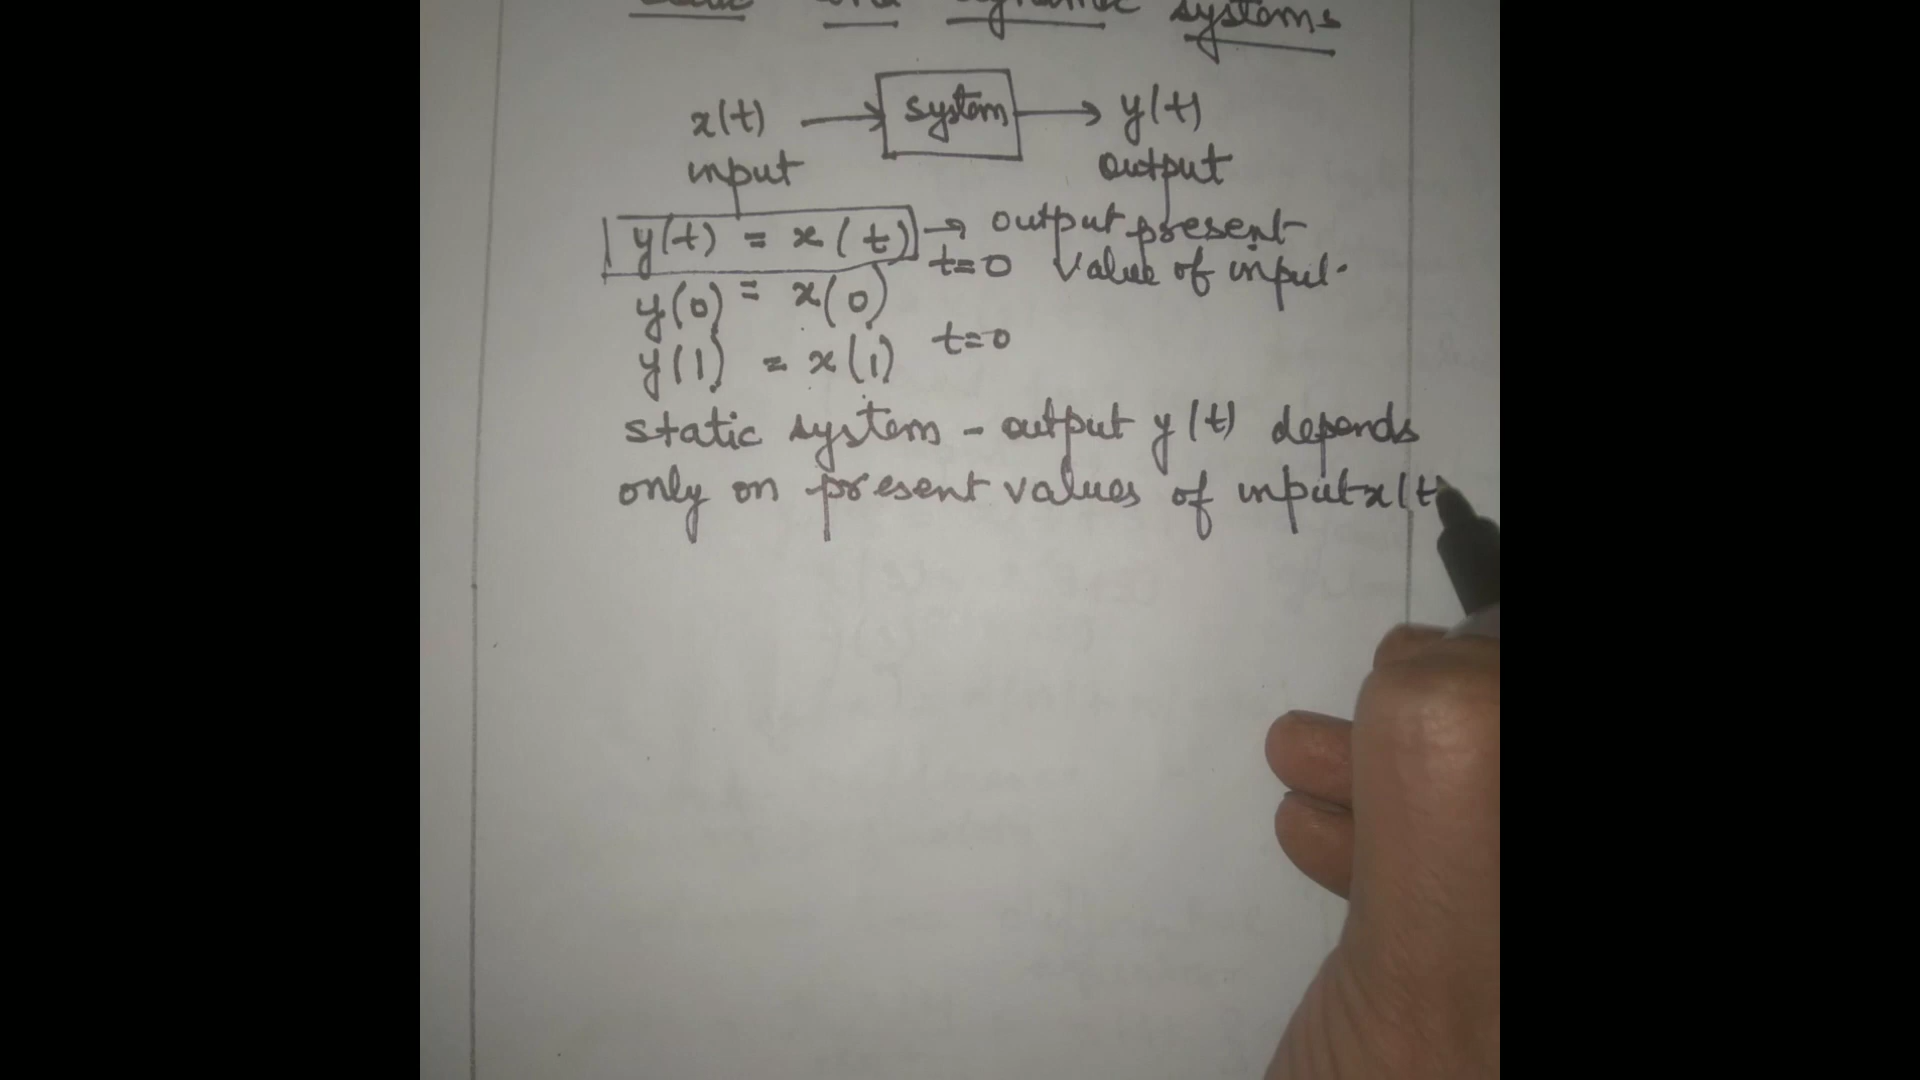 systems
x(t) → system → y(t)
input output
y(t) = x(t) → output present
t=0 value of input.
y(0) = x(0)
t=0
y(1) = x(1)
static system - output y(t) depends
only on present values of input x(t